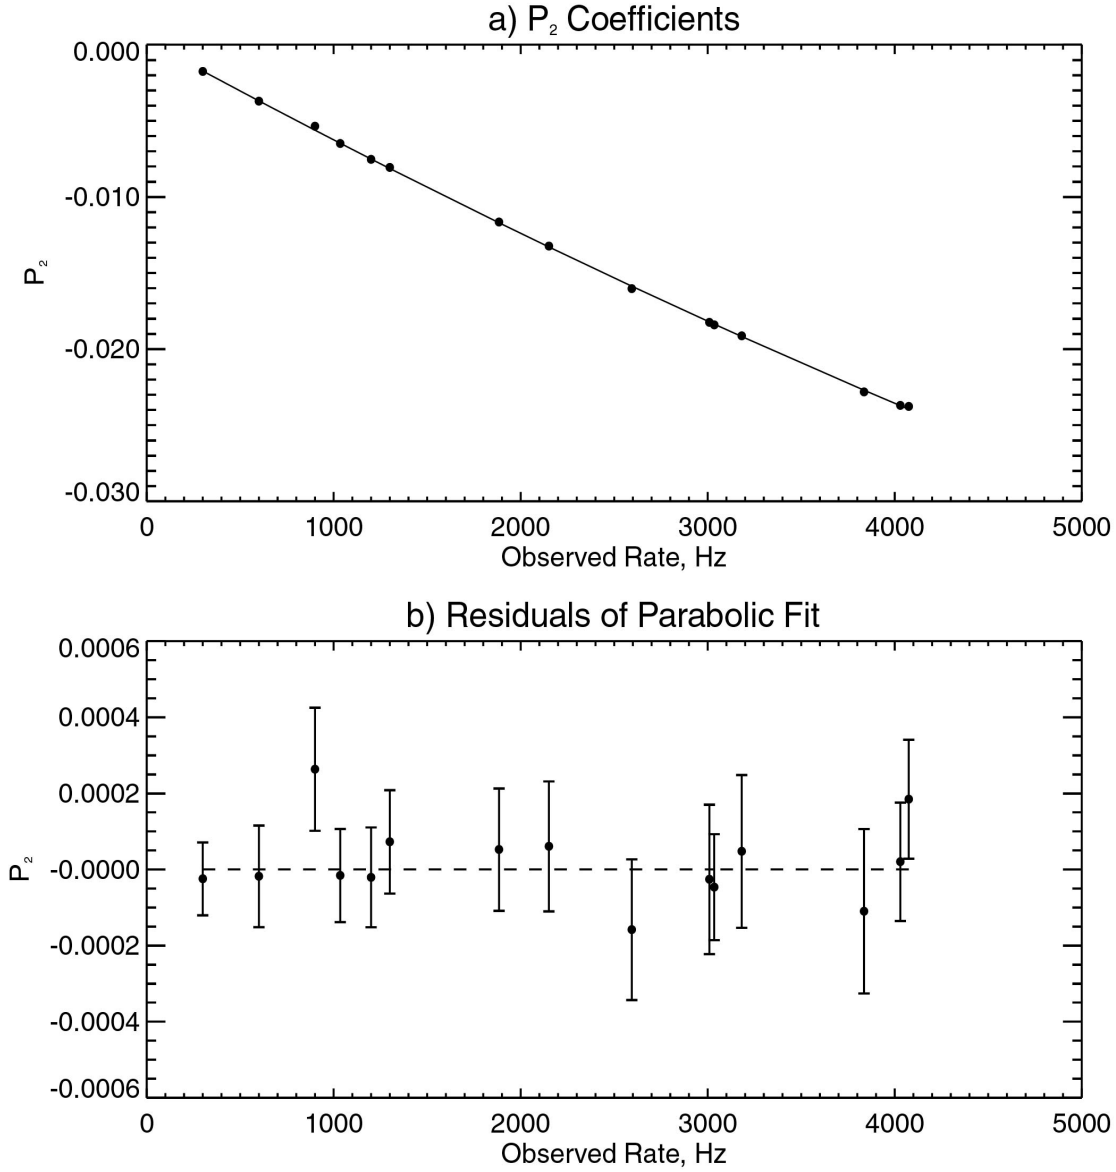 a) P₂ Coefficients
0.000
-0.010
-0.020
-0.030
P₂
0 1000 2000 3000 4000 5000
Observed Rate, Hz
b) Residuals of Parabolic Fit
0.0006
0.0004
0.0002
-0.0000
-0.0002
-0.0004
-0.0006
P₂
0 1000 2000 3000 4000 5000
Observed Rate, Hz